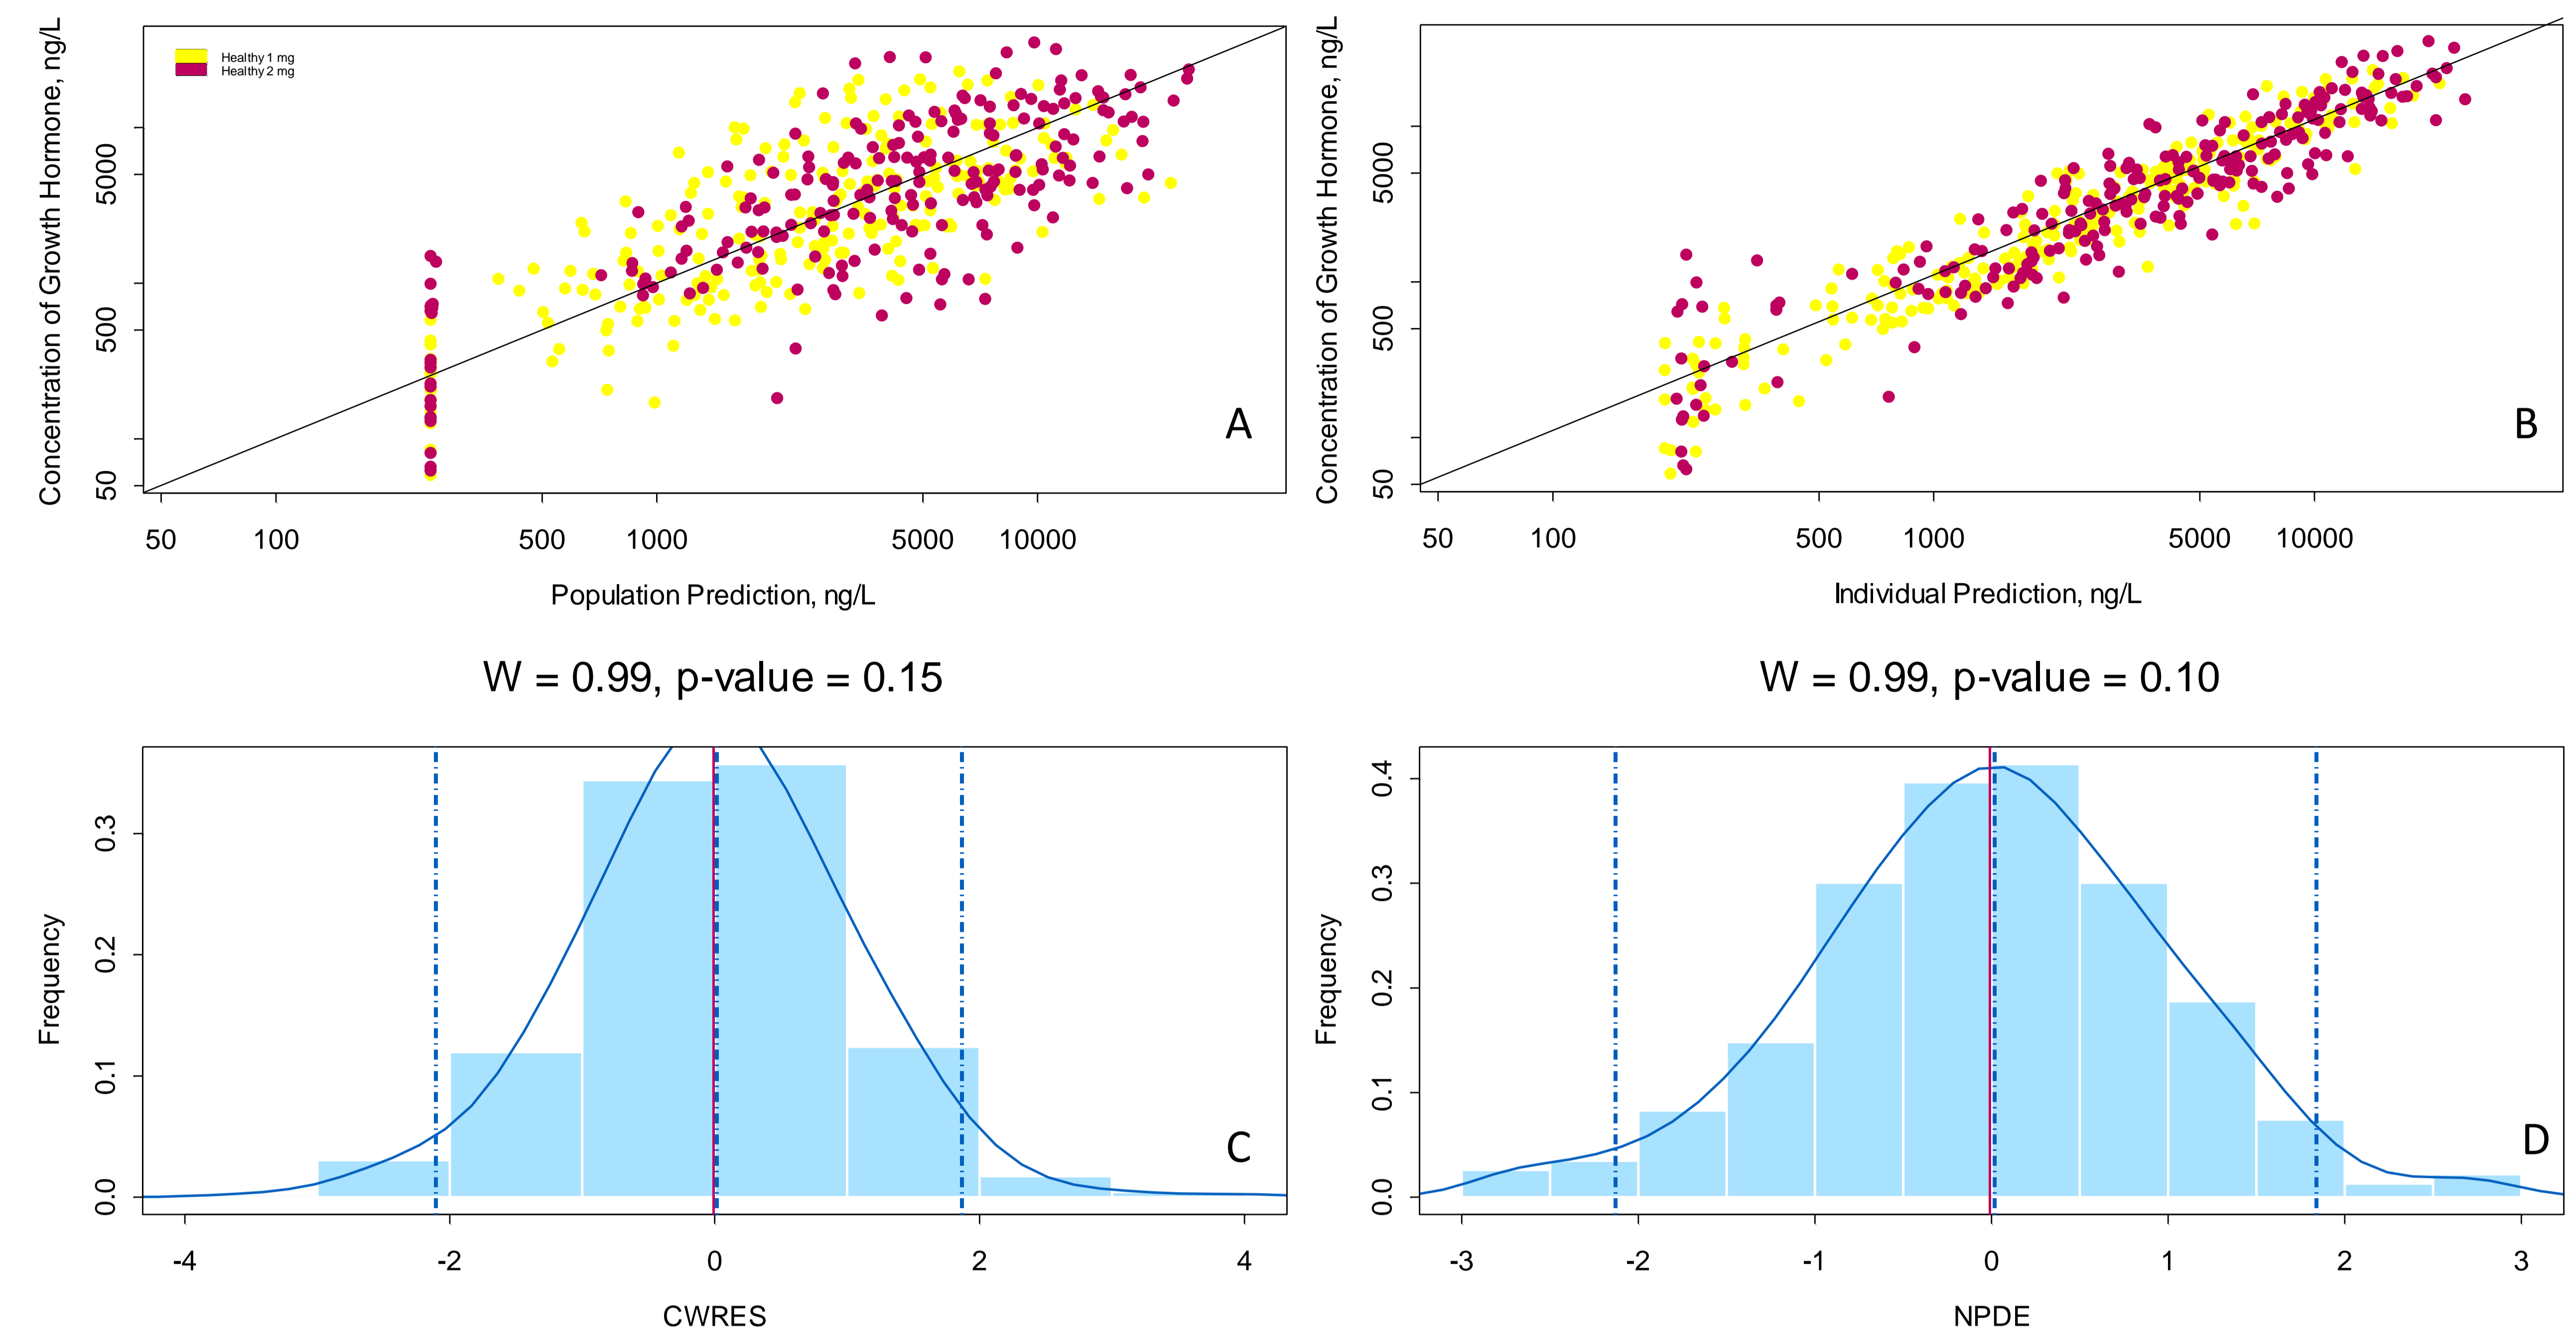 Healthy 1 mg
Healthy 2 mg
Concentration of Growth Hormone, ng/L
50 500 5000
A
50 100 500 1000 5000 10000
Population Prediction, ng/L
Concentration of Growth Hormone, ng/L
50 500 5000
B
50 100 500 1000 5000 10000
Individual Prediction, ng/L
W = 0.99, p-value = 0.15
Frequency
0.0 0.1 0.2 0.3
C
-4 -2 0 2 4
CWRES
W = 0.99, p-value = 0.10
Frequency
0.0 0.1 0.2 0.3 0.4
D
-3 -2 -1 0 1 2 3
NPDE